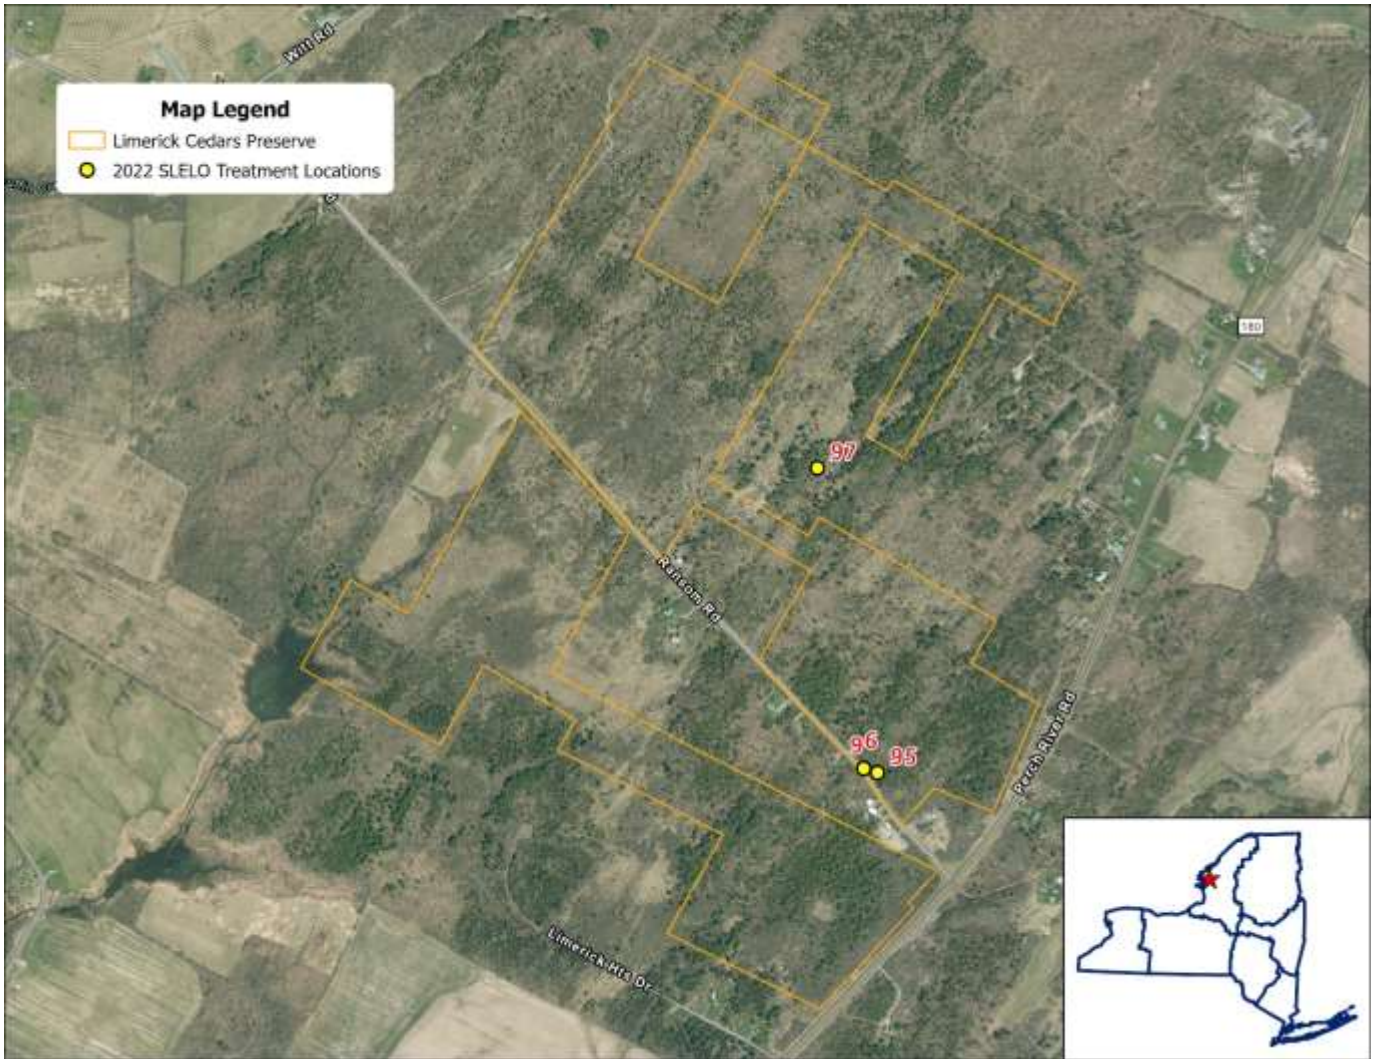 Witt Rd
Map Legend
Limerick Cedars Preserve
2022 SLELO Treatment Locations
180
97
Ransom Rd
96
95
Perch River Rd
Limerick Hts Dr